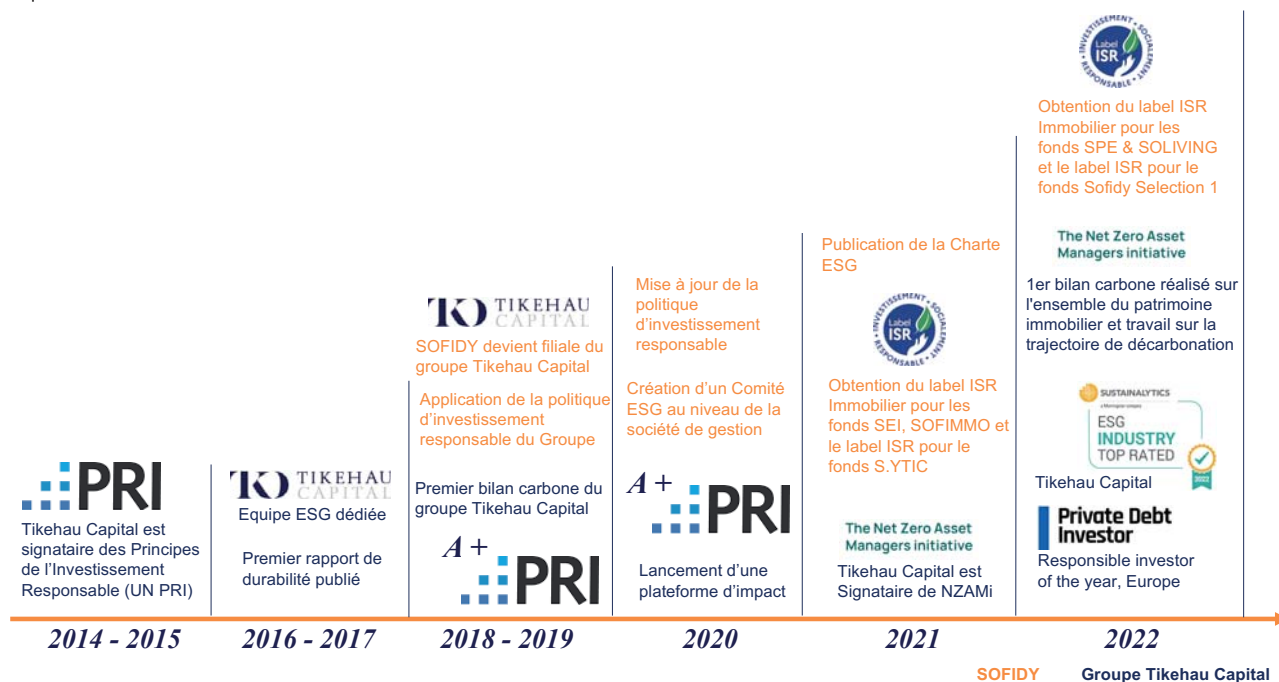 PRI
Tikehau Capital est
signataire des Principes
de l'Investissement
Responsable (UN PRI)
TIKEHAU
CAPITAL
Equipe ESG dédiée
Premier rapport de
durabilité publié
TIKEHAU
CAPITAL
SOFIDY devient filiale du
groupe Tikehau Capital
Application de la politique
d'investissement
responsable du Groupe
Premier bilan carbone du
groupe Tikehau Capital
A+
PRI
Mise à jour de la
politique
d'investissement
responsable
Création d'un Comité
ESG au niveau de la
société de gestion
A+
PRI
Lancement d'une
plateforme d'impact
Publication de la Charte
ESG
INVESTISSEMENT SOCIALEMENT RESPONSABLE
Label
ISR
Obtention du label ISR
Immobilier pour les
fonds SEI, SOFIMMO et
le label ISR pour le
fonds S.YTIC
The Net Zero Asset
Managers initiative
Tikehau Capital est
Signataire de NZAMi
INVESTISSEMENT SOCIALEMENT RESPONSABLE
Label
ISR
Obtention du label ISR
Immobilier pour les
fonds SPE & SOLIVING
et le label ISR pour le
fonds Sofidy Selection 1
The Net Zero Asset
Managers initiative
1er bilan carbone réalisé sur
l'ensemble du patrimoine
immobilier et travail sur la
trajectoire de décarbonation
SUSTAINALYTICS
a Morningstar company
ESG
INDUSTRY
TOP RATED
2022
Tikehau Capital
Private Debt
Investor
Responsible investor
of the year, Europe
2014 - 2015
2016 - 2017
2018 - 2019
2020
2021
2022
SOFIDY
Groupe Tikehau Capital